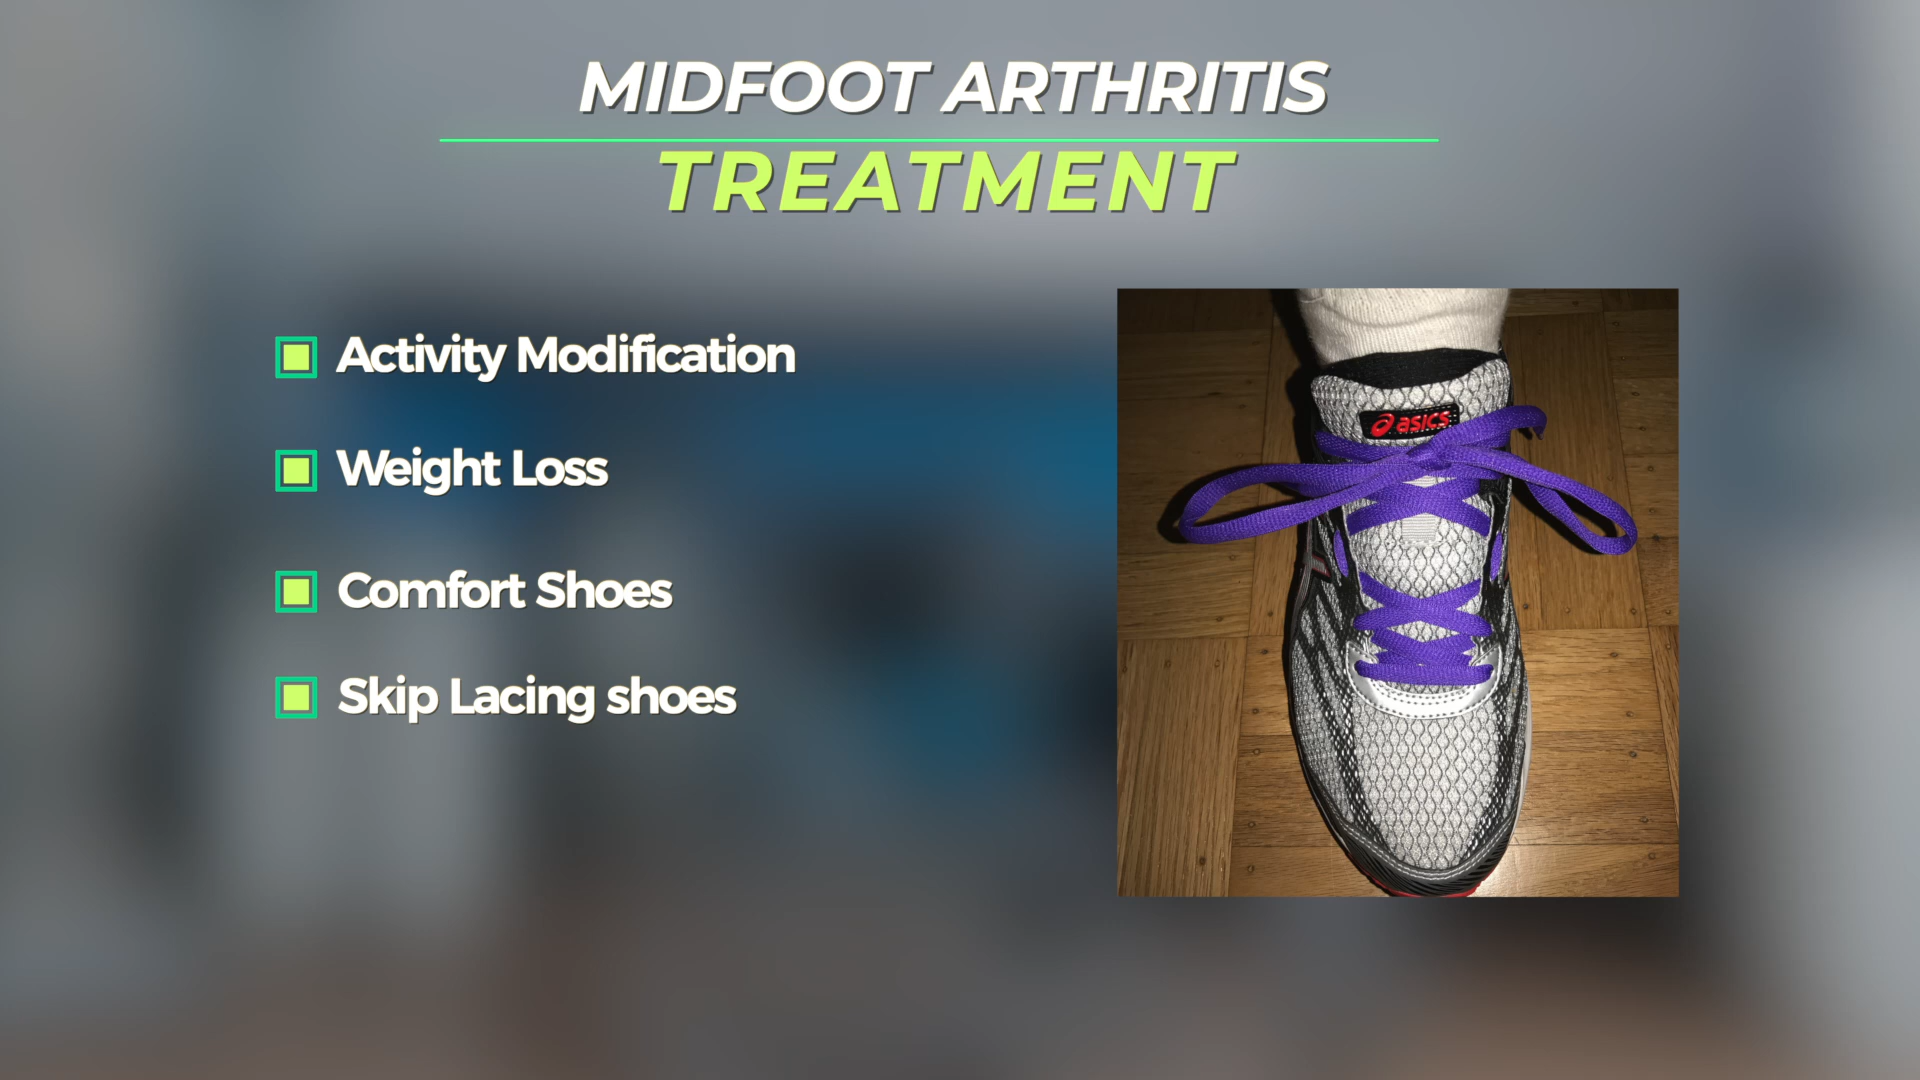 MIDFOOT ARTHRITIS
TREATMENT
Activity Modification
Weight Loss
Comfort Shoes
Skip Lacing shoes
asics